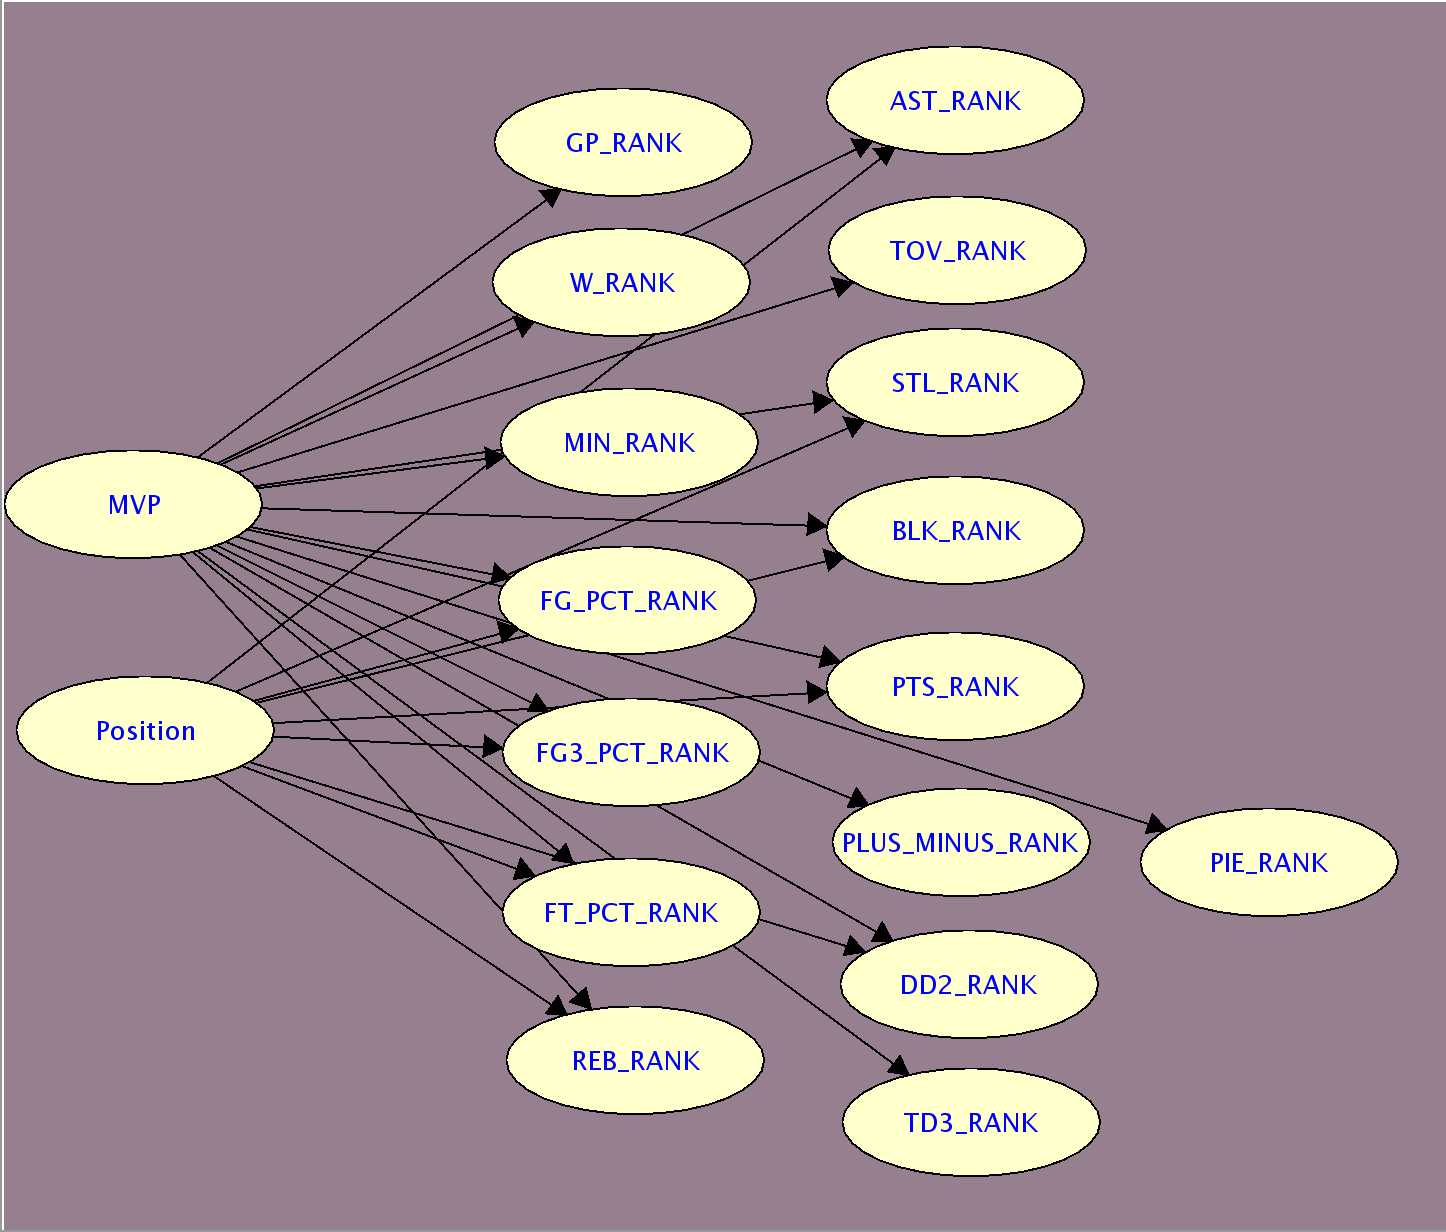 AST_RANK
GP_RANK
TOV_RANK
W_RANK
STL_RANK
MIN_RANK
MVP
BLK_RANK
FG_PCT_RANK
PTS_RANK
Position
FG3_PCT_RANK
PLUS_MINUS_RANK
PIE_RANK
FT_PCT_RANK
DD2_RANK
REB_RANK
TD3_RANK